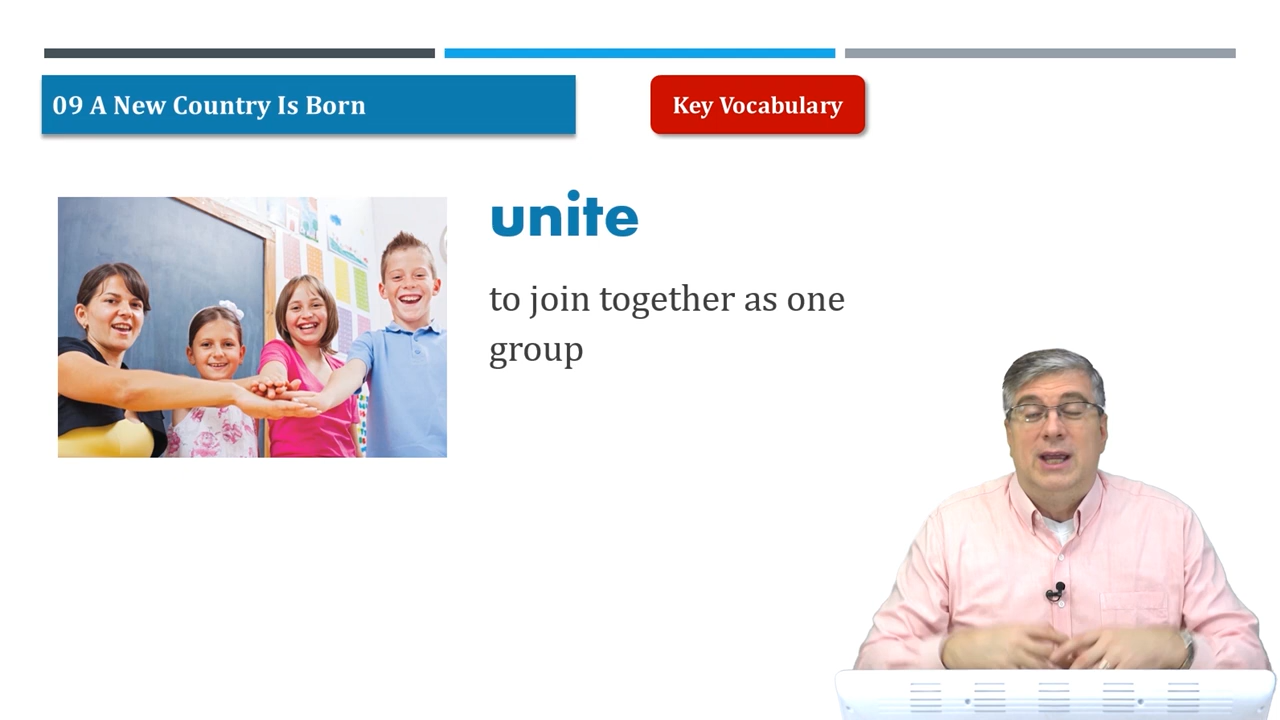 09 A New Country Is Born
Key Vocabulary
unite
to join together as one
group